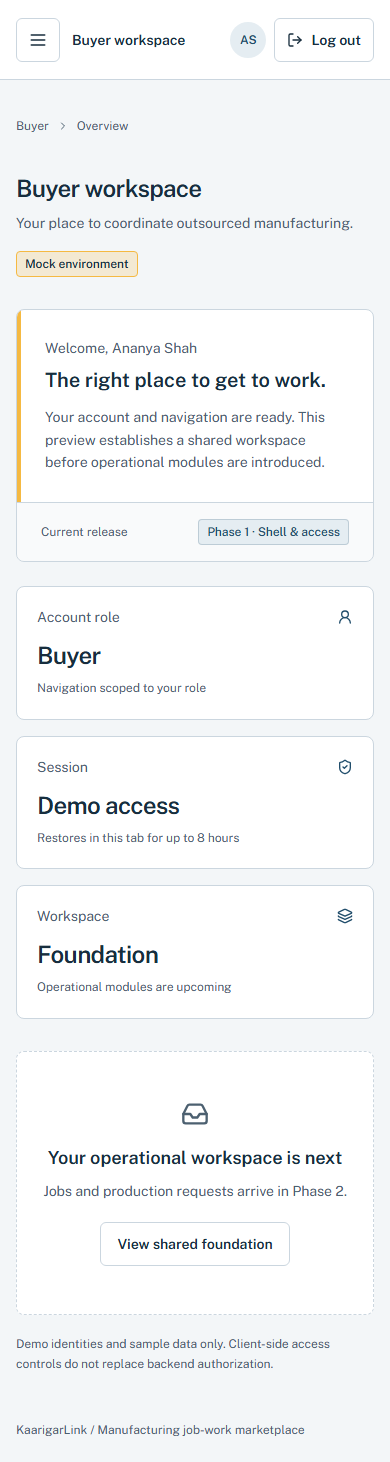 Buyer workspace
AS
Log out
Buyer > Overview
Buyer workspace
Your place to coordinate outsourced manufacturing.
Mock environment
Welcome, Ananya Shah
The right place to get to work.
Your account and navigation are ready. This
preview establishes a shared workspace
before operational modules are introduced.
Current release
Phase 1 · Shell & access
Account role
Buyer
Navigation scoped to your role
Session
Demo access
Restores in this tab for up to 8 hours
Workspace
Foundation
Operational modules are upcoming
Your operational workspace is next
Jobs and production requests arrive in Phase 2.
View shared foundation
Demo identities and sample data only. Client-side access
controls do not replace backend authorization.
KaarigarLink / Manufacturing job-work marketplace